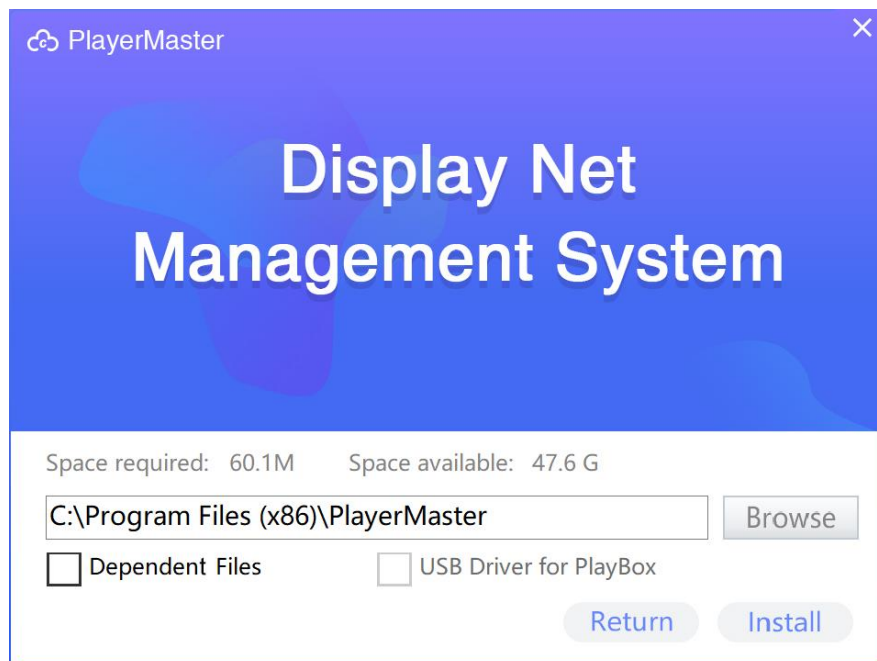 PlayerMaster
Display Net
Management System
Space required: 60.1M Space available: 47.6 G
C:\Program Files (x86)\PlayerMaster Browse
Dependent Files USB Driver for PlayBox
Return Install